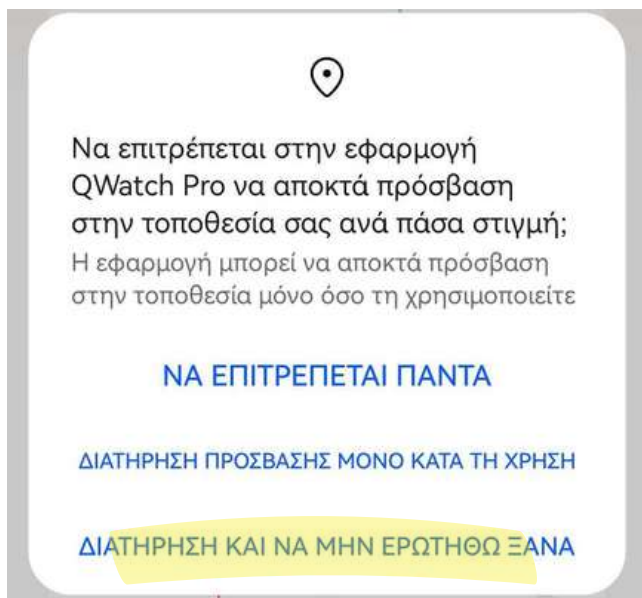 Να επιτρέπεται στην εφαρμογή
QWatch Pro να αποκτά πρόσβαση
στην τοποθεσία σας ανά πάσα στιγμή;
Η εφαρμογή μπορεί να αποκτά πρόσβαση
στην τοποθεσία μόνο όσο τη χρησιμοποιείτε
ΝΑ ΕΠΙΤΡΕΠΕΤΑΙ ΠΑΝΤΑ
ΔΙΑΤΗΡΗΣΗ ΠΡΟΣΒΑΣΗΣ ΜΟΝΟ ΚΑΤΑ ΤΗ ΧΡΗΣΗ
ΔΙΑΤΗΡΗΣΗ ΚΑΙ ΝΑ ΜΗΝ ΕΡΩΤΗΘΩ ΞΑΝΑ